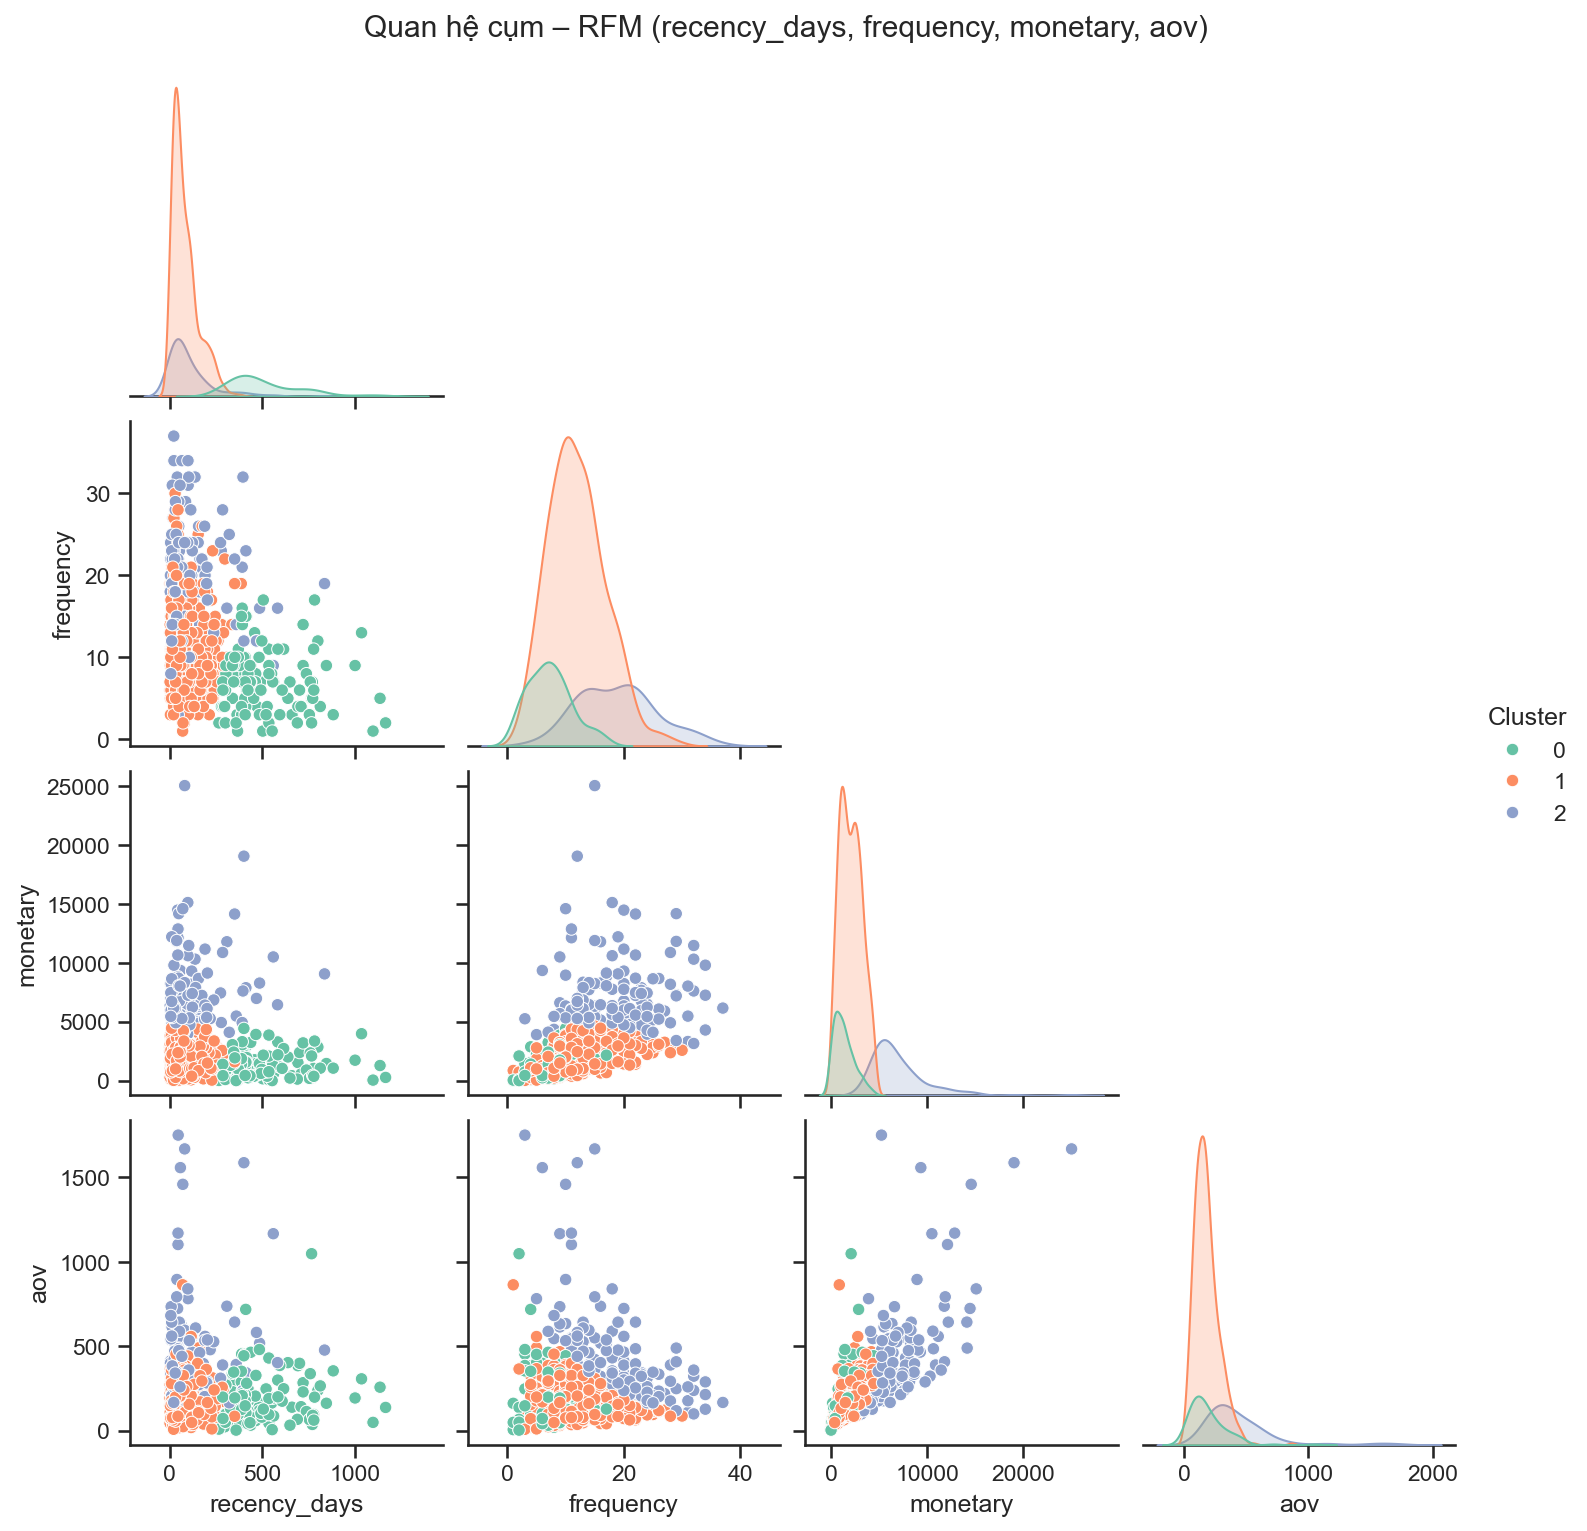 Quan hệ cụm – RFM (recency_days, frequency, monetary, aov)
30
20
10
0
frequency
25000
20000
15000
10000
5000
0
monetary
1500
1000
500
0
aov
0 500 1000
recency_days
0 20 40
frequency
0 10000 20000
monetary
0 1000 2000
aov
Cluster
0
1
2